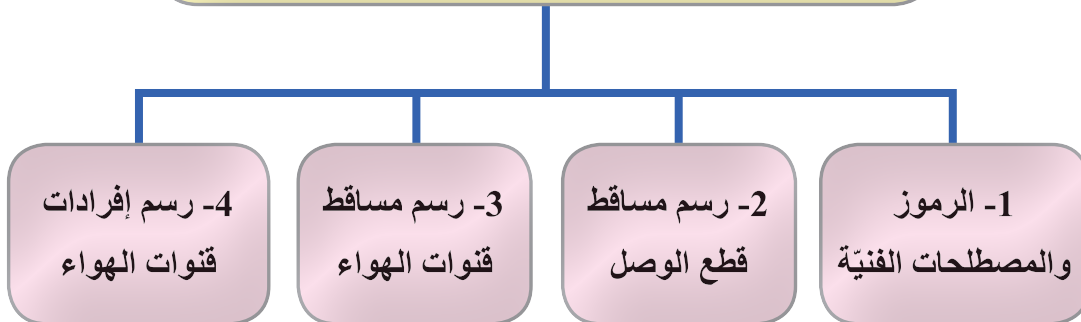 1- الرموز
والمصطلحات الفنيّة
2- رسم مساقط
قطع الوصل
3- رسم مساقط
قنوات الهواء
4- رسم إفرادات
قنوات الهواء